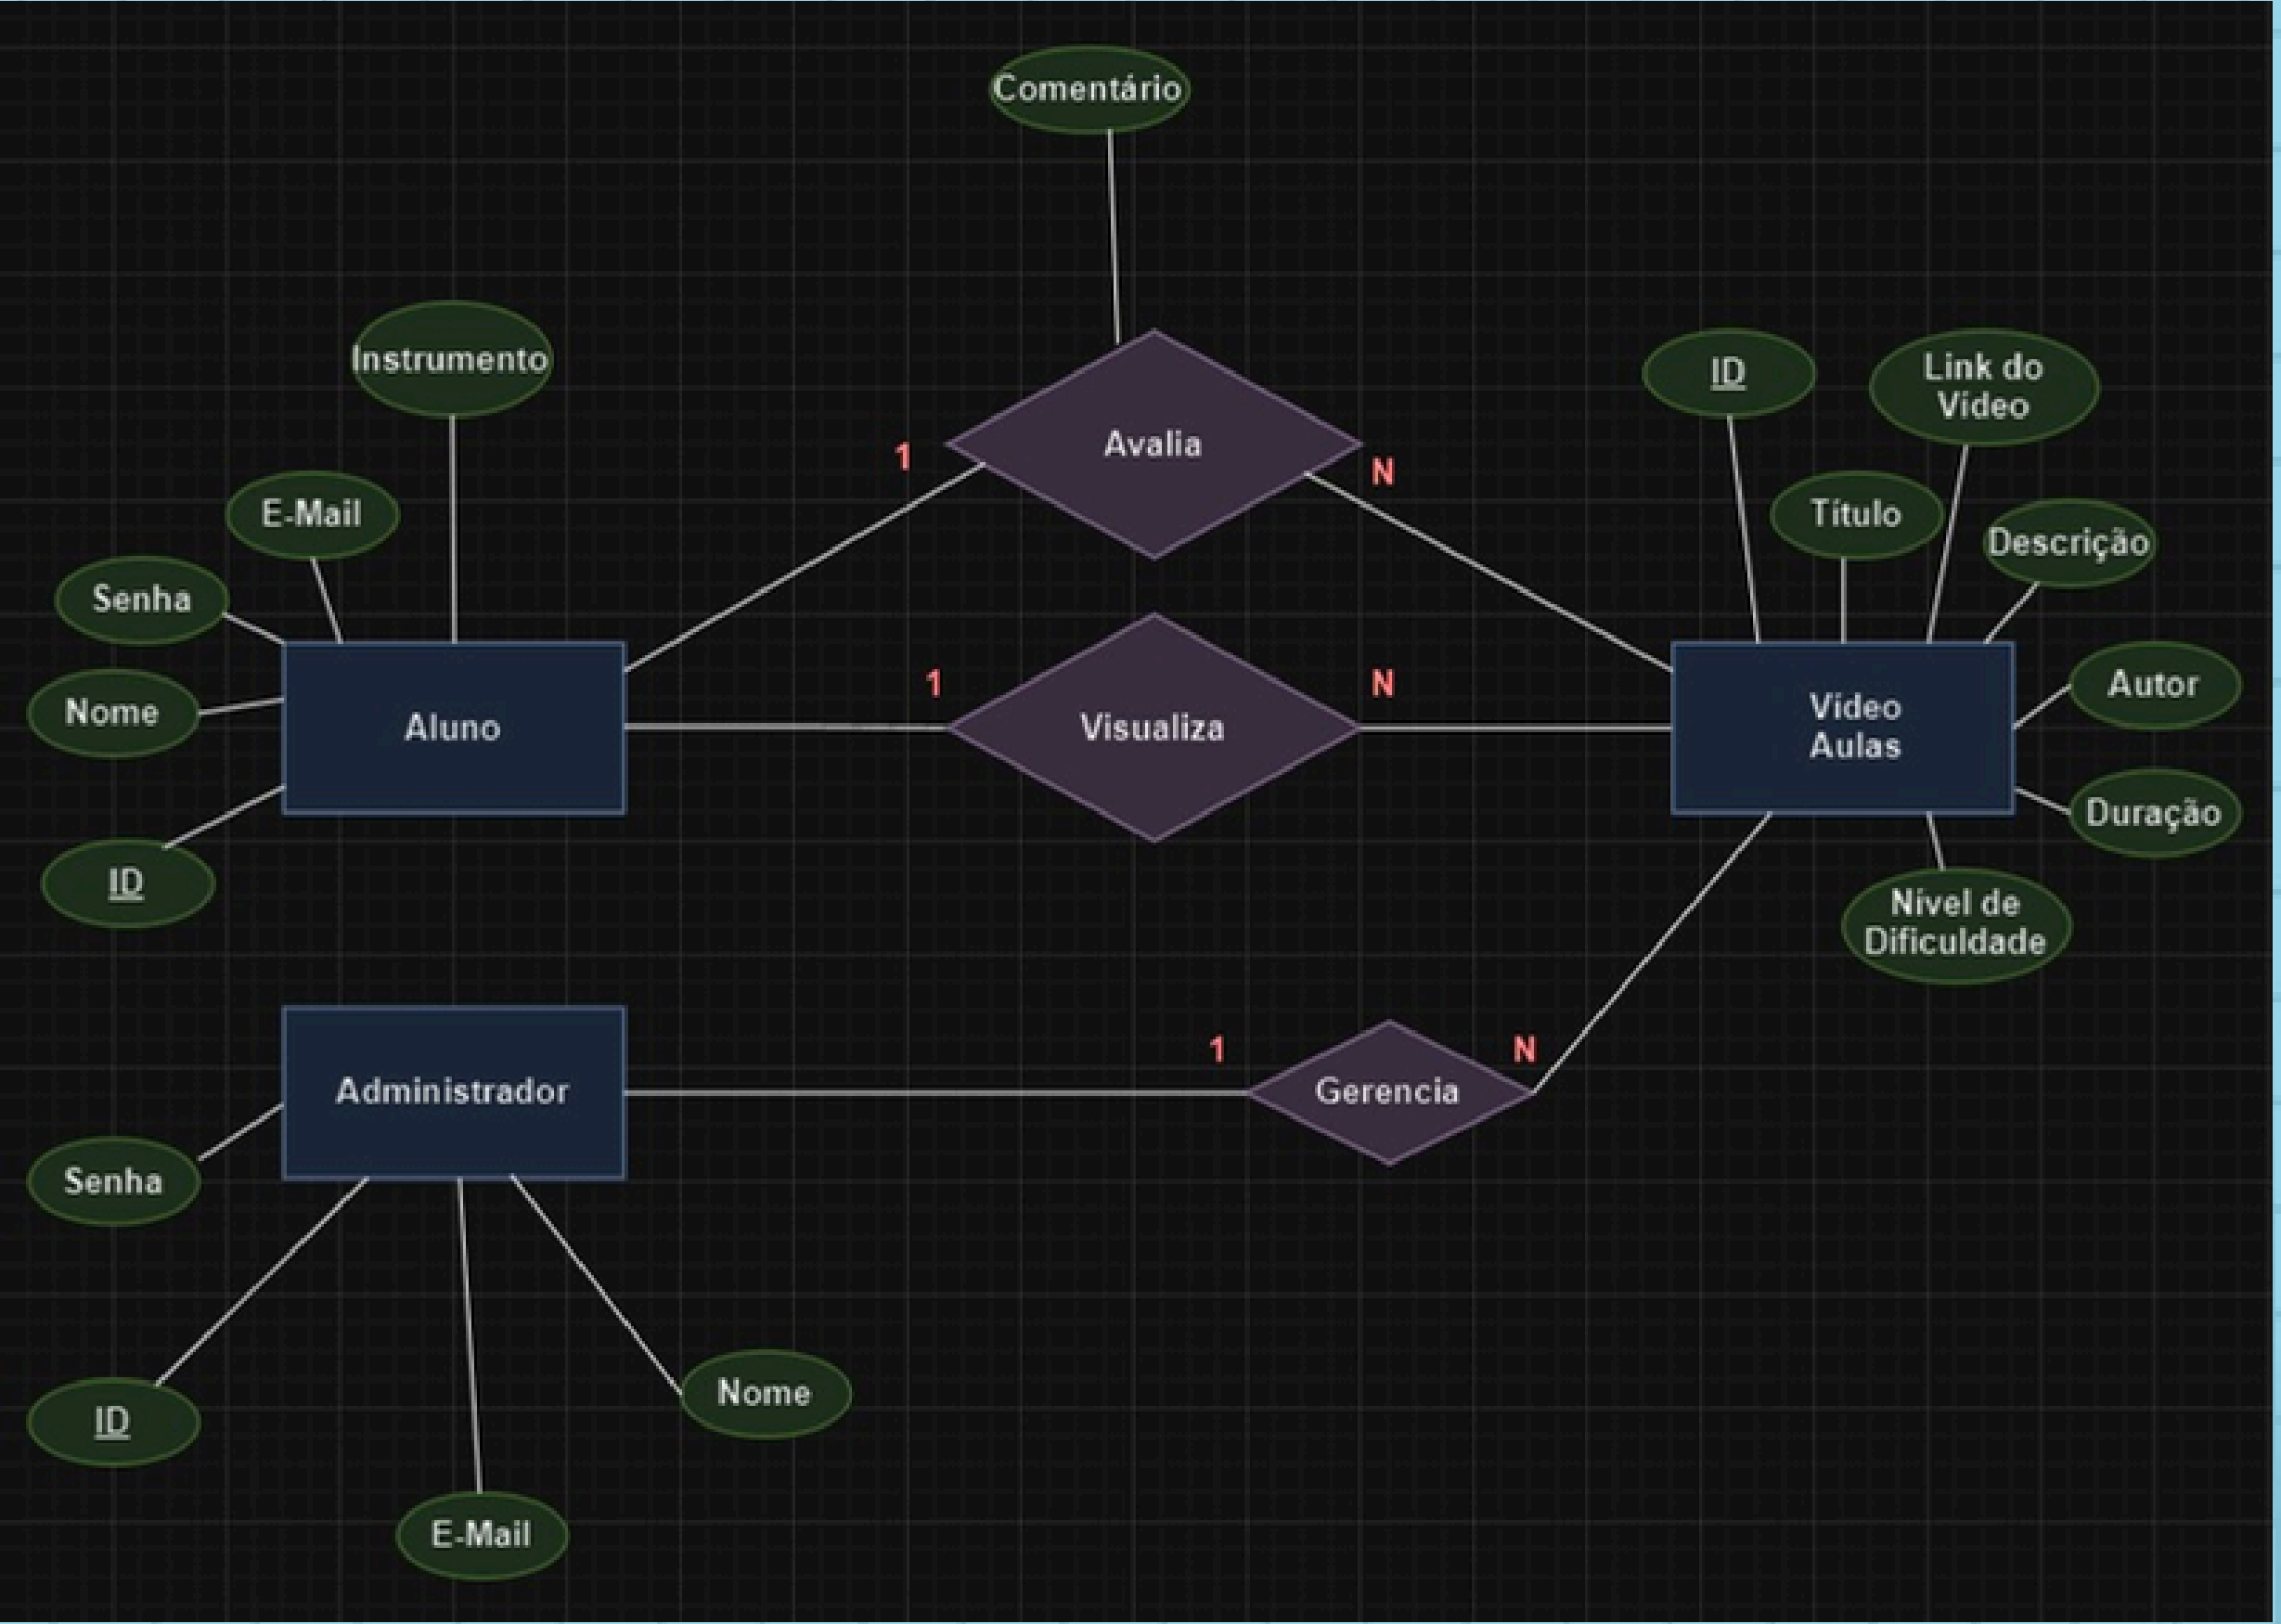 Comentário
Instrumento
ID
Link do
Vídeo
Avalia
1
N
E-Mail
Título
Descrição
Senha
Nome
Aluno
1
Visualiza
N
Vídeo
Aulas
Autor
Duração
ID
Nível de
Dificuldade
Administrador
1
Gerencia
N
Senha
ID
Nome
E-Mail